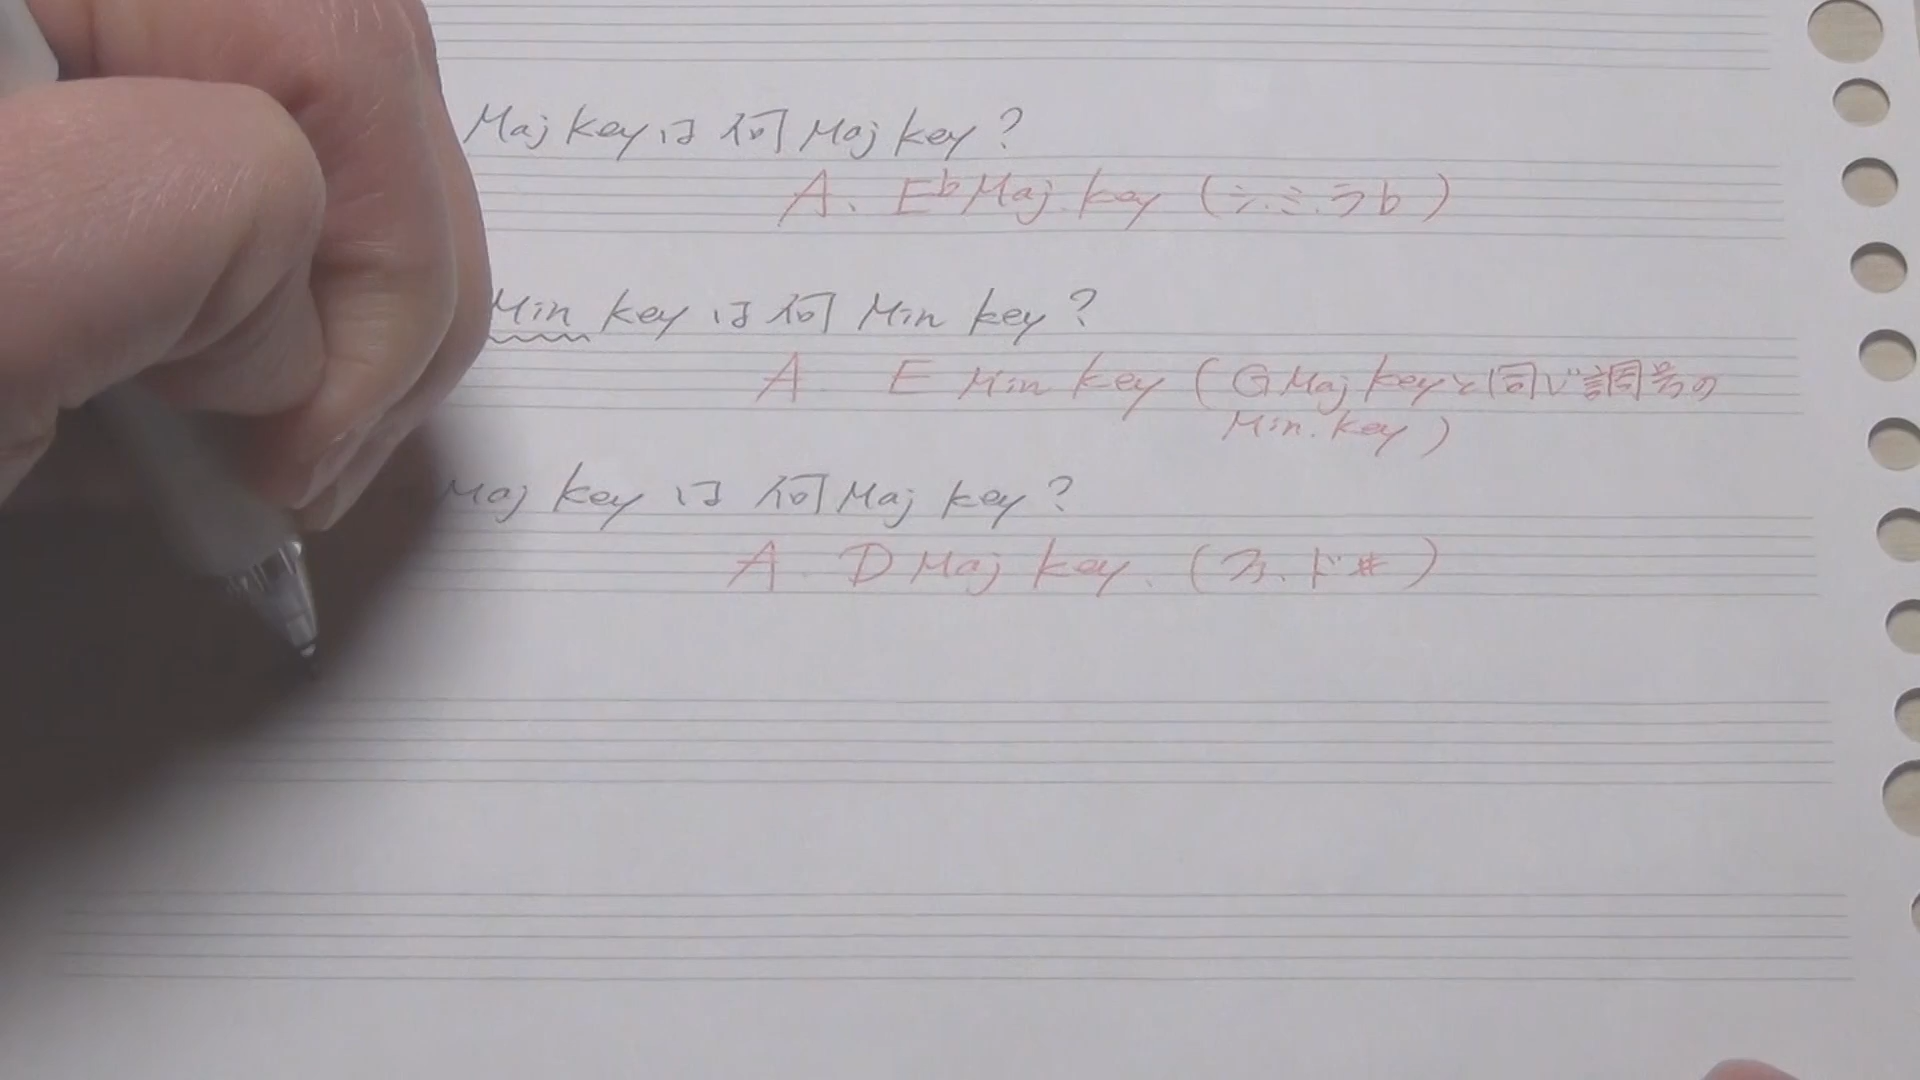 Maj keyは何Maj key?
A. E♭Maj. key (シ.ミ.ラ♭)
Min keyは何Min key?
A E Min key (G Maj keyと同じ調号の
Min. key)
Maj keyは何Maj key?
A. D Maj key. (ファ.ド#)